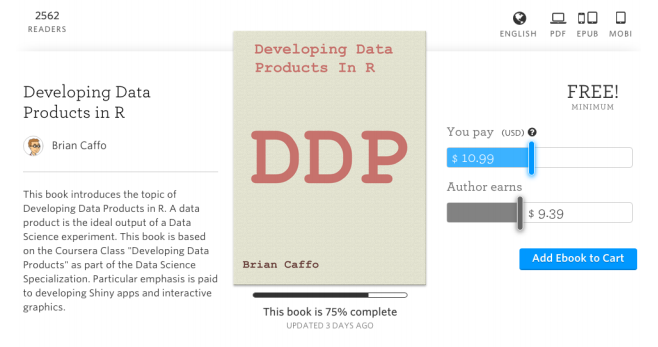 2562
READERS
ENGLISH PDF EPUB MOBI
Developing Data
Products in R
Brian Caffo
This book introduces the topic of
Developing Data Products in R. A data
product is the ideal output of a Data
Science experiment. This book is based
on the Coursera Class "Developing Data
Products" as part of the Data Science
Specialization. Particular emphasis is paid
to developing Shiny apps and interactive
graphics.
Developing Data
Products In R
DDP
Brian Caffo
This book is 75% complete
UPDATED 3 DAYS AGO
FREE!
MINIMUM
You pay (USD) ?
$ 10.99
Author earns
$ 9.39
Add Ebook to Cart